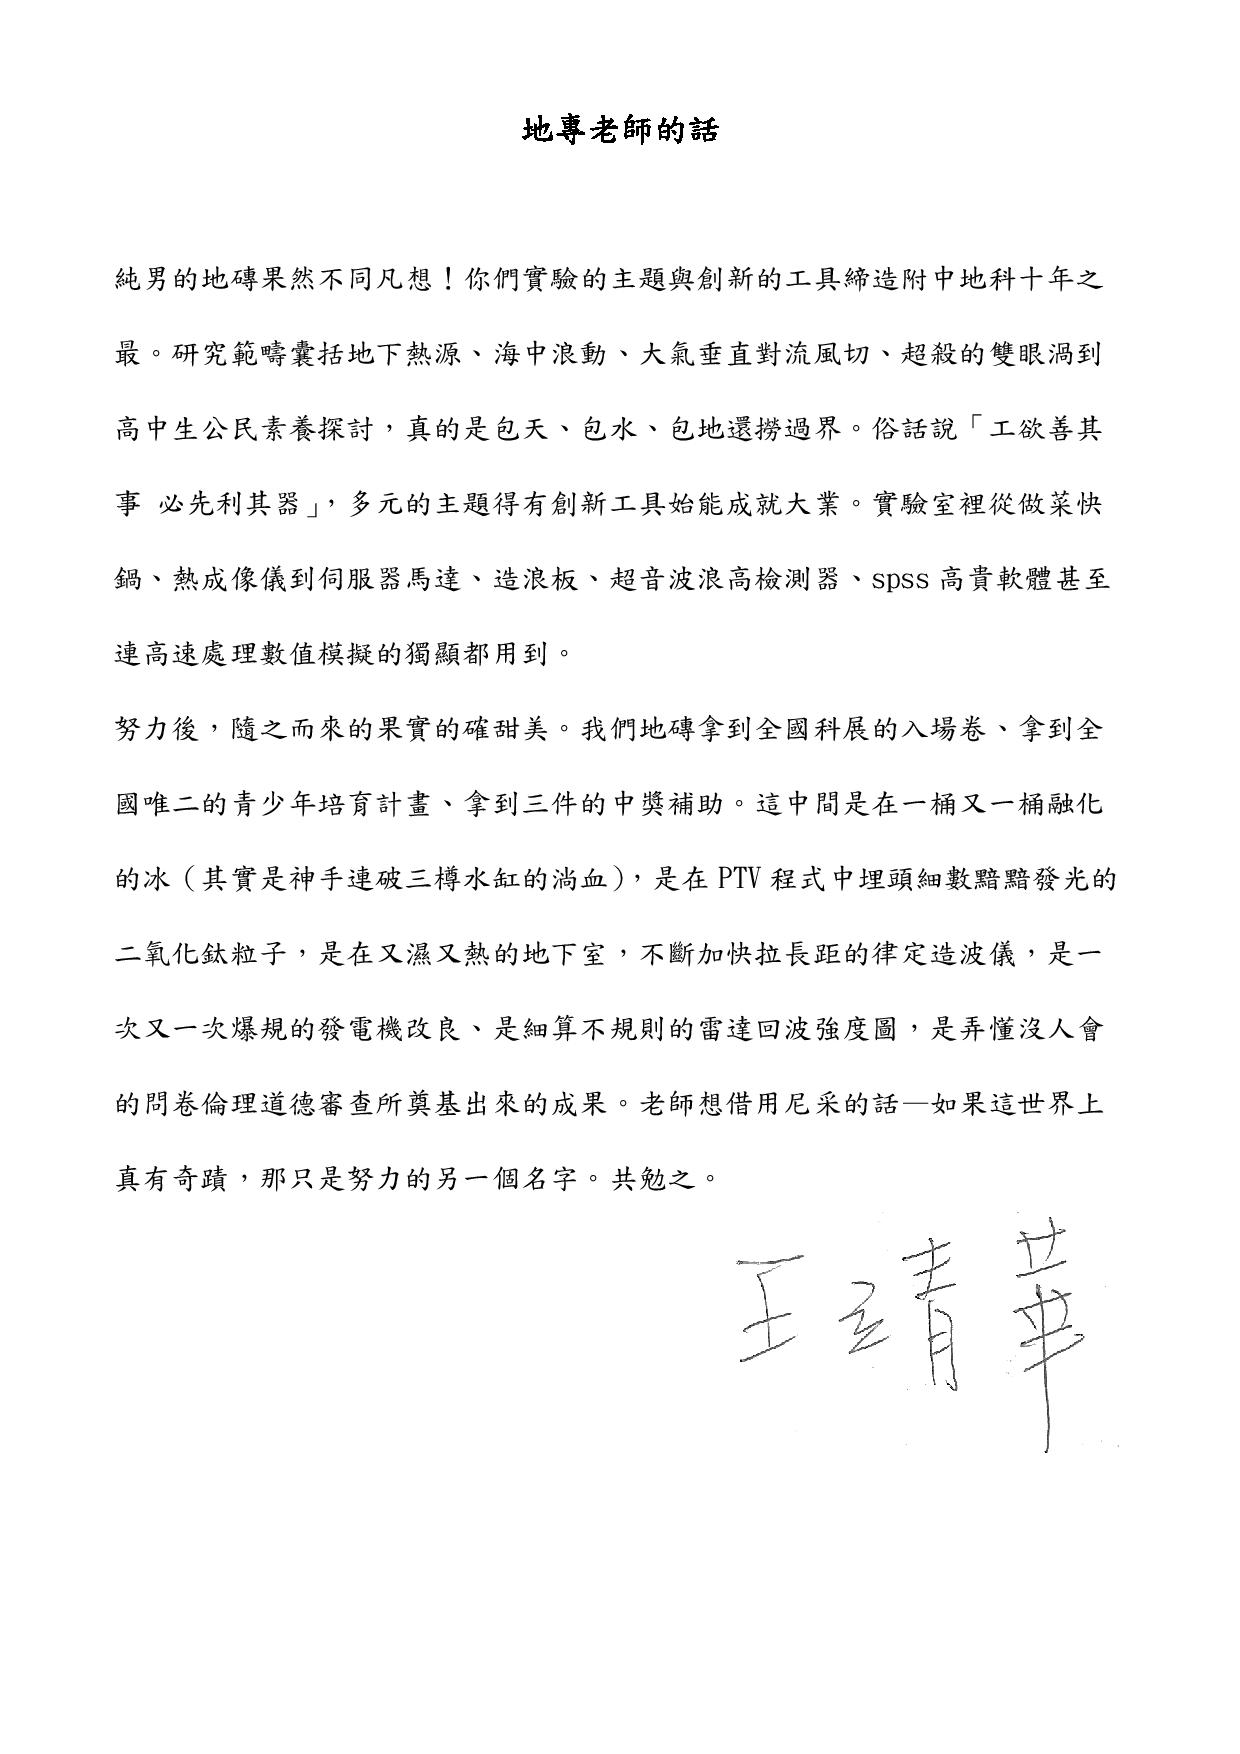 地專老師的話
純男的地磚果然不同凡想！你們實驗的主題與創新的工具締造附中地科十年之
最。研究範疇囊括地下熱源、海中浪動、大氣垂直對流風切、超殺的雙眼渦到
高中生公民素養探討，真的是包天、包水、包地還撈過界。俗話說「工欲善其
事 必先利其器」，多元的主題得有創新工具始能成就大業。實驗室裡從做菜快
鍋、熱成像儀到伺服器馬達、造浪板、超音波浪高檢測器、spss 高貴軟體甚至
連高速處理數值模擬的獨顯都用到。
努力後，隨之而來的果實的確甜美。我們地磚拿到全國科展的入場卷、拿到全
國唯二的青少年培育計畫、拿到三件的中獎補助。這中間是在一桶又一桶融化
的冰（其實是神手連破三樽水缸的淌血），是在 PTV 程式中埋頭細數黯黯發光的
二氧化鈦粒子，是在又濕又熱的地下室，不斷加快拉長距的律定造波儀，是一
次又一次爆規的發電機改良、是細算不規則的雷達回波強度圖，是弄懂沒人會
的問卷倫理道德審查所奠基出來的成果。老師想借用尼采的話—如果這世界上
真有奇蹟，那只是努力的另一個名字。共勉之。
王靖華